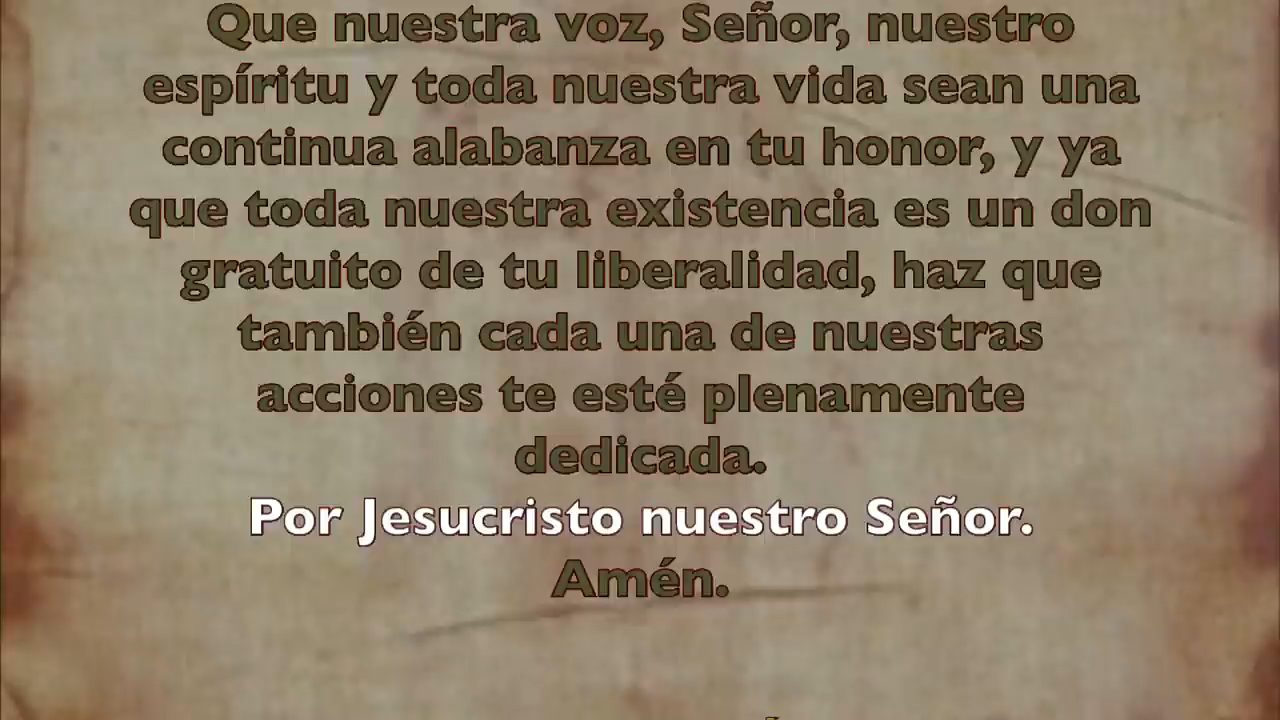 Que nuestra voz, Señor, nuestro
espíritu y toda nuestra vida sean una
continua alabanza en tu honor, y ya
que toda nuestra existencia es un don
gratuito de tu liberalidad, haz que
también cada una de nuestras
acciones te esté plenamente
dedicada.
Por Jesucristo nuestro Señor.
Amén.